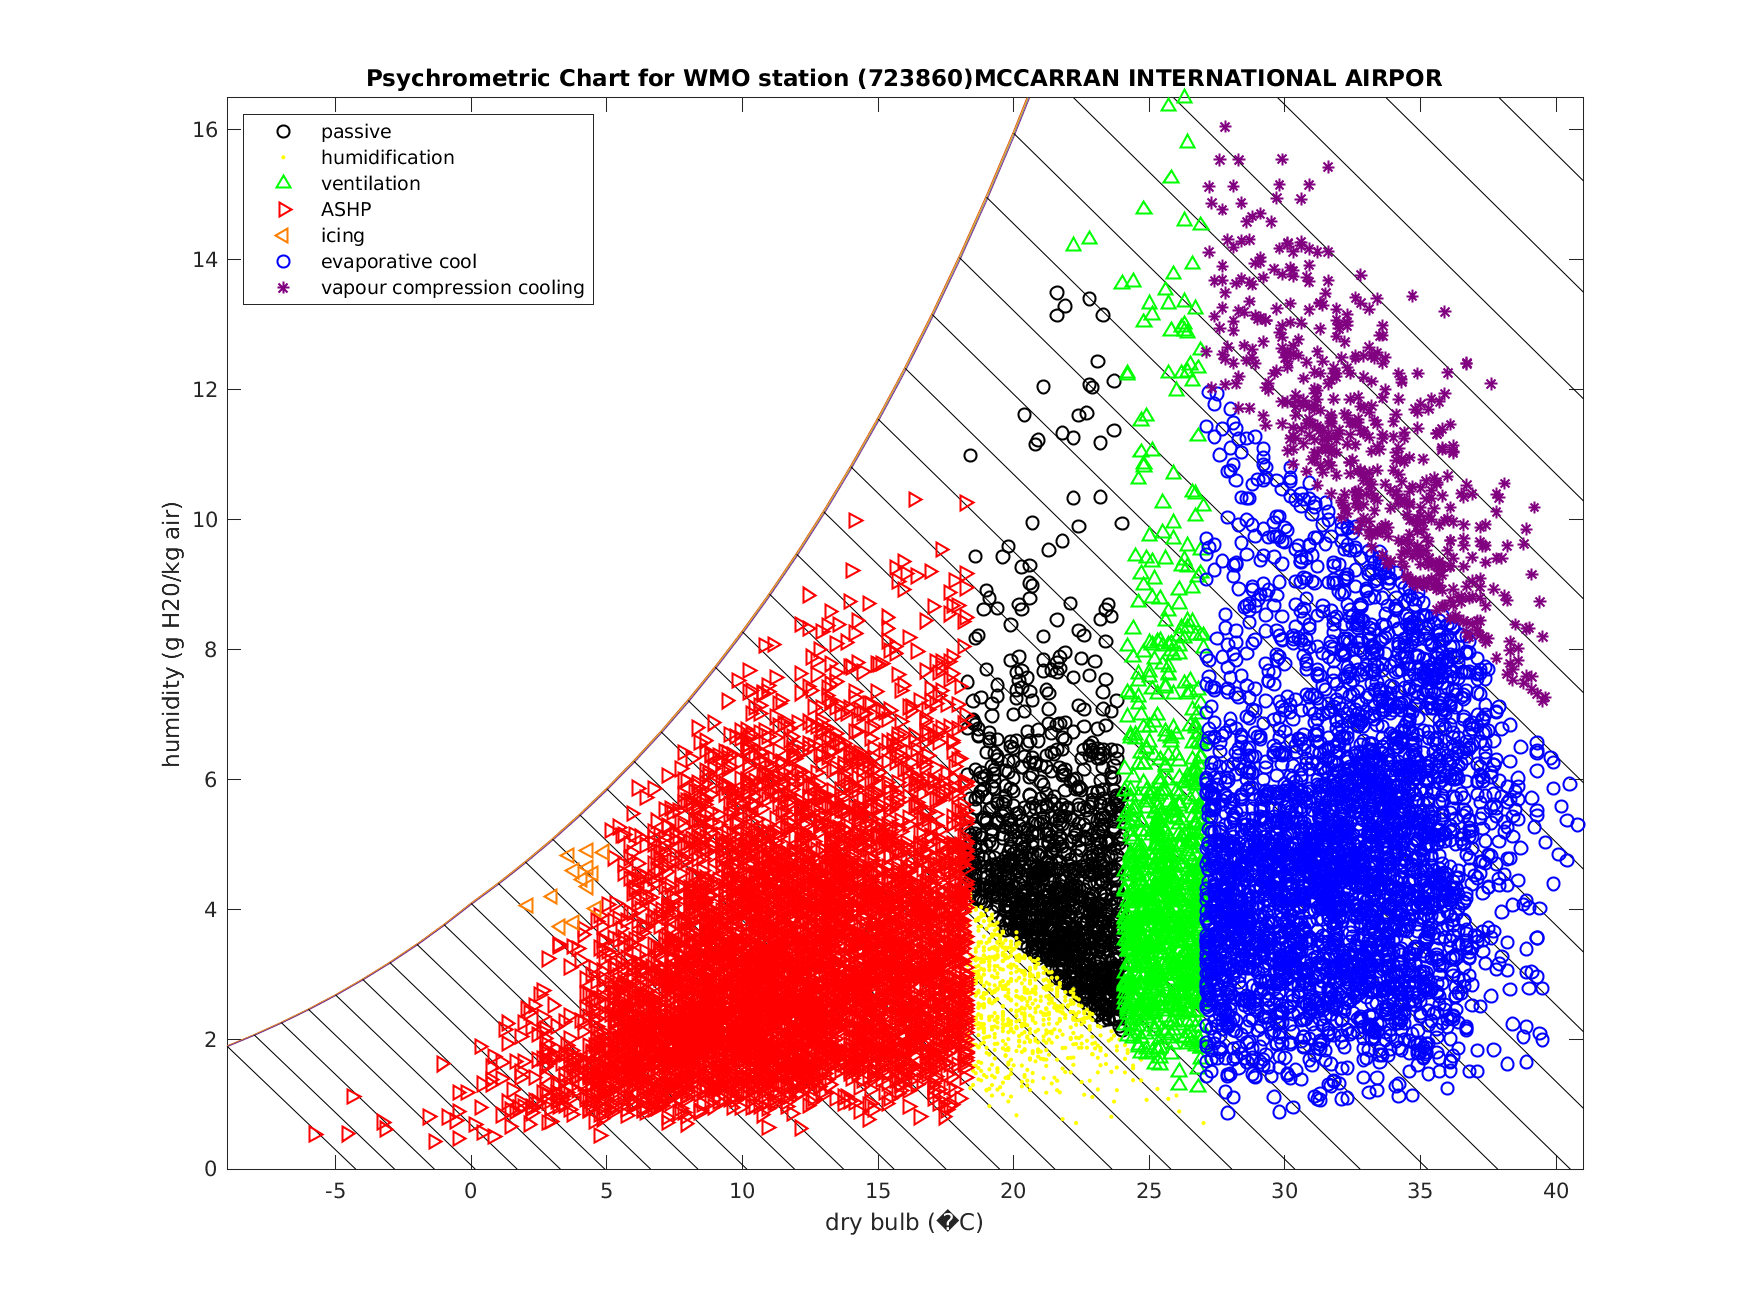 Psychrometric Chart for WMO station (723860)MCCARRAN INTERNATIONAL AIRPOR
passive
humidification
ventilation
ASHP
icing
evaporative cool
vapour compression cooling
humidity (g H20/kg air)
16
14
12
10
8
6
4
2
0
-5 0 5 10 15 20 25 30 35 40
dry bulb (�C)